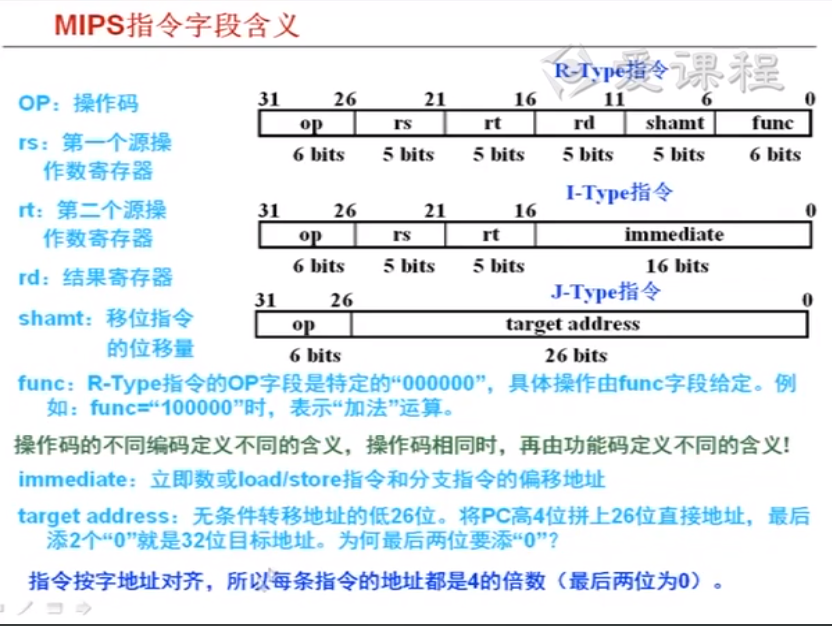 MIPS指令字段含义
爱课程
R-Type指令
OP：操作码
31 26 21 16 11 6 0
op rs rt rd shamt func
6 bits 5 bits 5 bits 5 bits 5 bits 6 bits
rs：第一个源操
作数寄存器
I-Type指令
rt：第二个源操
作数寄存器
31 26 21 16 0
op rs rt immediate
6 bits 5 bits 5 bits 16 bits
rd：结果寄存器
J-Type指令
31 26 0
op target address
6 bits 26 bits
shamt：移位指令
的位移量
func：R-Type指令的OP字段是特定的“000000”，具体操作由func字段给定。例
如：func=“100000”时，表示“加法”运算。
操作码的不同编码定义不同的含义，操作码相同时，再由功能码定义不同的含义!
immediate：立即数或load/store指令和分支指令的偏移地址
target address：无条件转移地址的低26位。将PC高4位拼上26位直接地址，最后
添2个“0”就是32位目标地址。为何最后两位要添“0”？
指令按字地址对齐，所以每条指令的地址都是4的倍数（最后两位为0）。